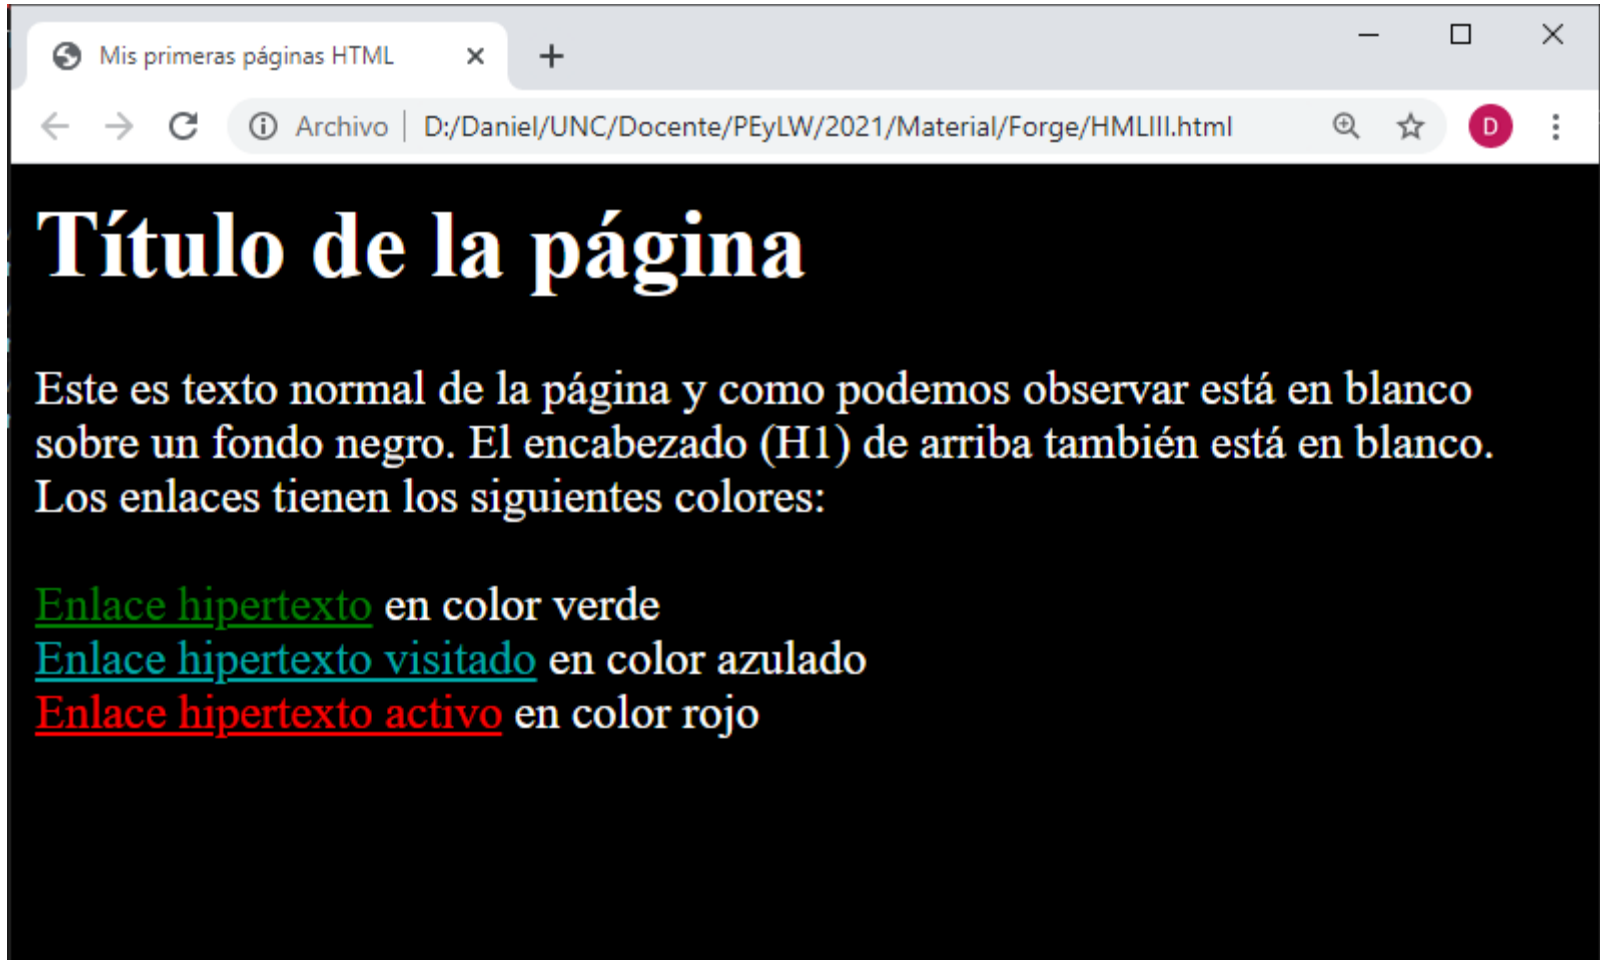 Mis primeras páginas HTML
Archivo D:/Daniel/UNC/Docente/PEyLW/2021/Material/Forge/HMLIII.html D
Título de la página
Este es texto normal de la página y como podemos observar está en blanco
sobre un fondo negro. El encabezado (H1) de arriba también está en blanco.
Los enlaces tienen los siguientes colores:
Enlace hipertexto en color verde
Enlace hipertexto visitado en color azulado
Enlace hipertexto activo en color rojo